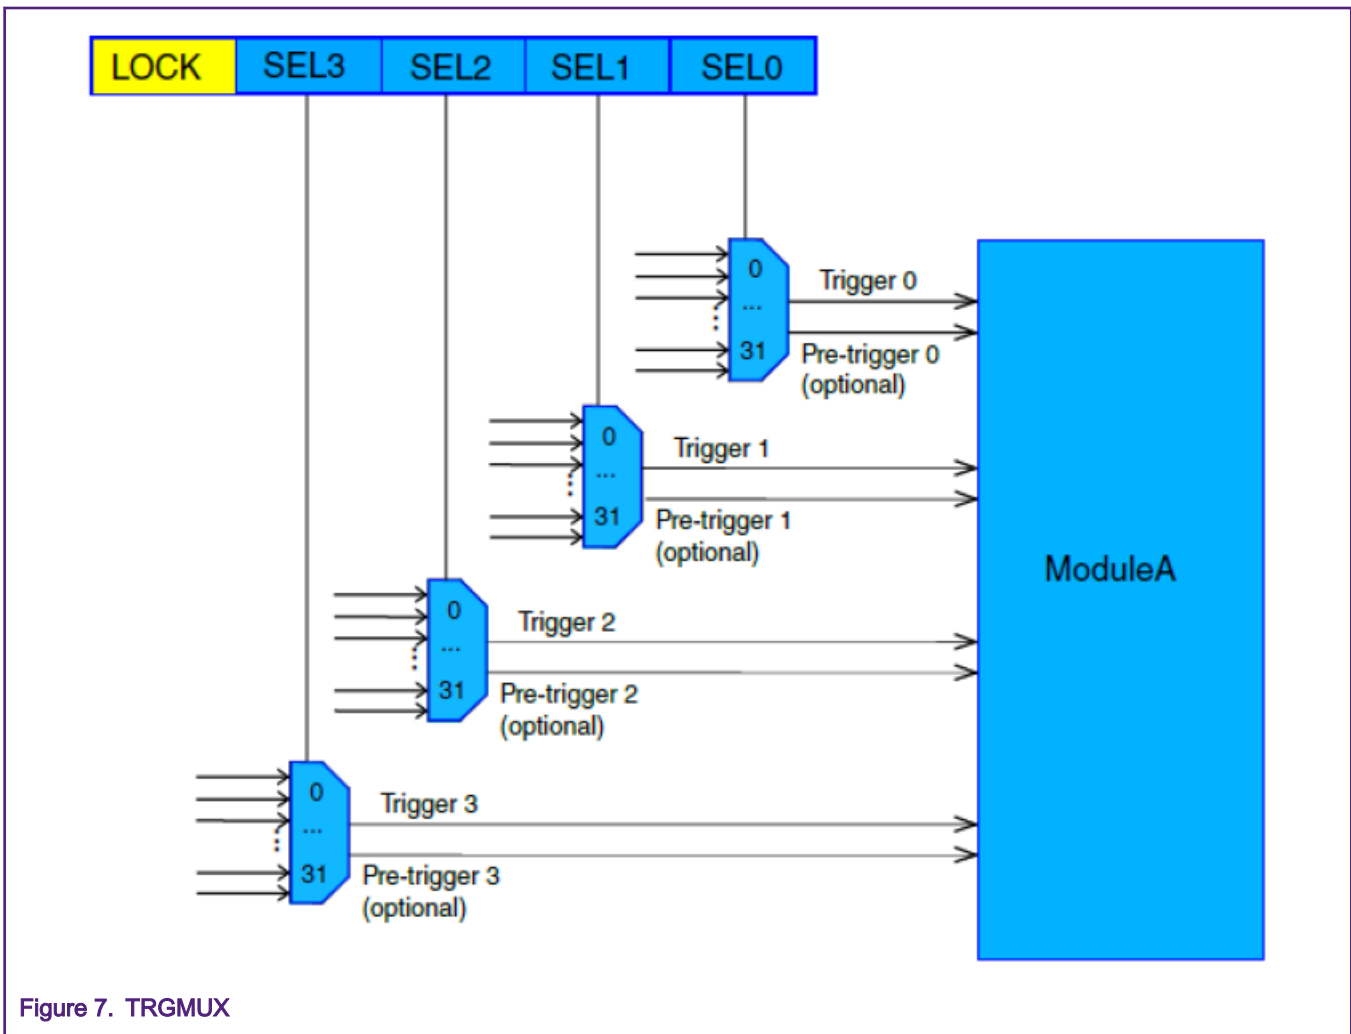 LOCK SEL3 SEL2 SEL1 SEL0
0
...
31
Trigger 0
Pre-trigger 0
(optional)
0
...
31
Trigger 1
Pre-trigger 1
(optional)
ModuleA
0
...
31
Trigger 2
Pre-trigger 2
(optional)
0
...
31
Trigger 3
Pre-trigger 3
(optional)
Figure 7. TRGMUX